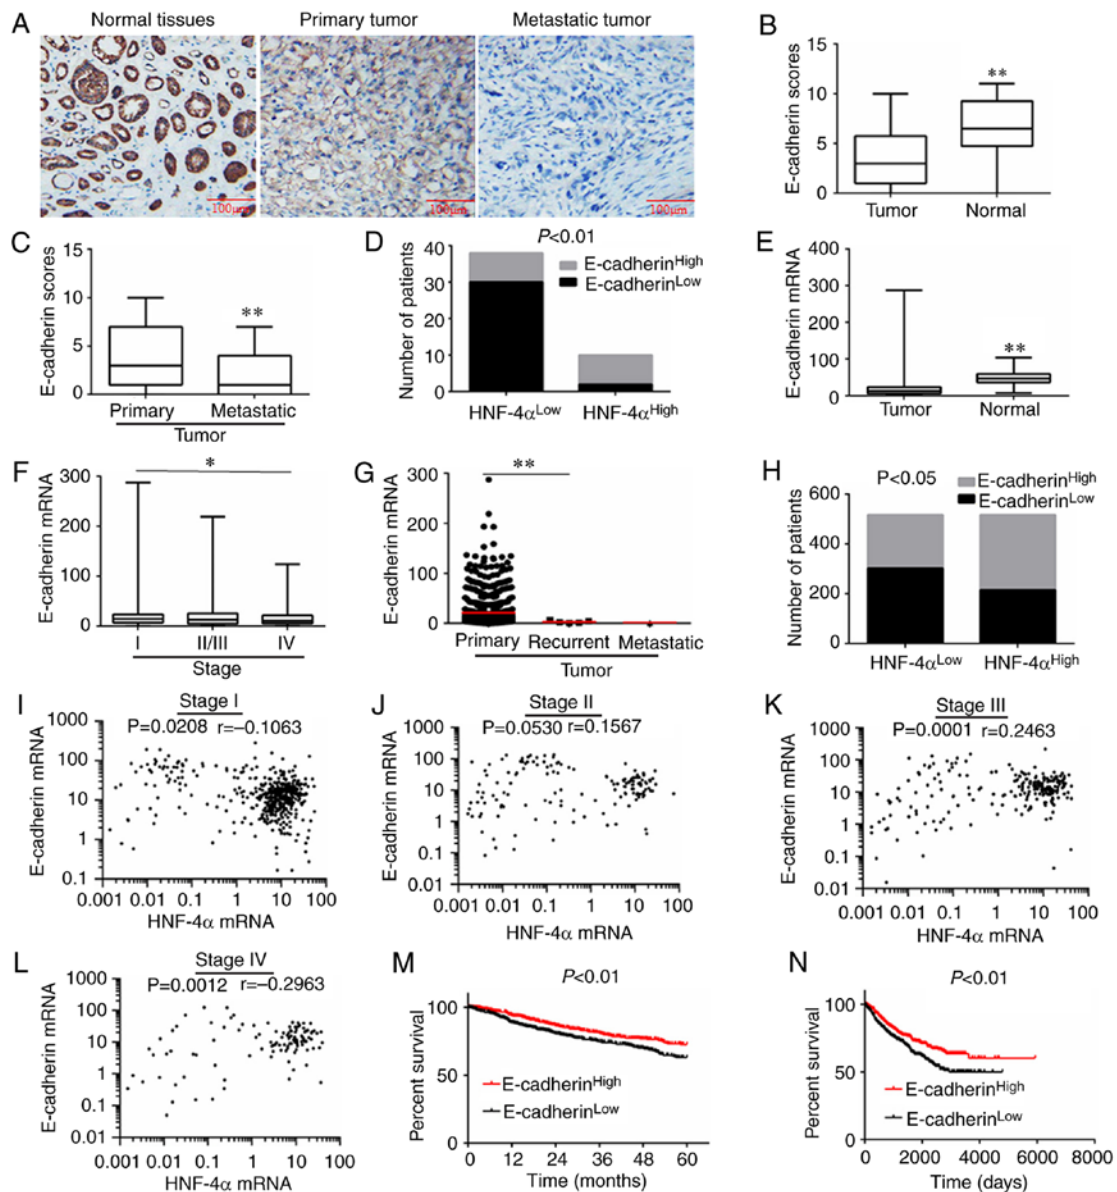 A
Normal tissues
Primary tumor
Metastatic tumor
100μm
100μm
100μm
B
E-cadherin scores
15
10
5
0
**
Tumor
Normal
C
E-cadherin scores
15
10
5
0
**
Primary
Metastatic
Tumor
D
P<0.01
Number of patients
40
30
20
10
0
E-cadherinHigh
E-cadherinLow
HNF-4αLow
HNF-4αHigh
E
E-cadherin mRNA
400
300
200
100
0
**
Tumor
Normal
F
E-cadherin mRNA
300
200
100
0
*
I
II/III
IV
Stage
G
E-cadherin mRNA
300
200
100
0
**
Primary
Recurrent
Metastatic
Tumor
H
P<0.05
Number of patients
600
400
200
0
E-cadherinHigh
E-cadherinLow
HNF-4αLow
HNF-4αHigh
I
Stage I
P=0.0208 r=–0.1063
E-cadherin mRNA
1000
100
10
1
0.1
0.001 0.01 0.1 1 10 100
HNF-4α mRNA
J
Stage II
P=0.0530 r=0.1567
E-cadherin mRNA
1000
100
10
1
0.1
0.01
0.001 0.01 0.1 1 10 100
HNF-4α mRNA
K
Stage III
P=0.0001 r=0.2463
E-cadherin mRNA
1000
100
10
1
0.1
0.01
0.001 0.01 0.1 1 10 100
HNF-4α mRNA
L
Stage IV
P=0.0012 r=–0.2963
E-cadherin mRNA
1000
100
10
1
0.1
0.01
0.001 0.01 0.1 1 10 100
HNF-4α mRNA
M
P<0.01
Percent survival
100
50
0
E-cadherinHigh
E-cadherinLow
0 12 24 36 48 60
Time (months)
N
P<0.01
Percent survival
100
50
0
E-cadherinHigh
E-cadherinLow
0 2000 4000 6000 8000
Time (days)